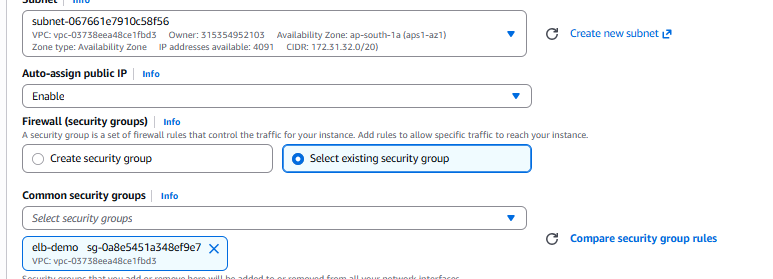 Subnet Info
subnet-067661e7910c58f56
VPC: vpc-03738eea48ce1fbd3 Owner: 315354952103 Availability Zone: ap-south-1a (aps1-az1)
Zone type: Availability Zone IP addresses available: 4091 CIDR: 172.31.32.0/20)
Create new subnet
Auto-assign public IP Info
Enable
Firewall (security groups) Info
A security group is a set of firewall rules that control the traffic for your instance. Add rules to allow specific traffic to reach your instance.
Create security group
Select existing security group
Common security groups Info
Select security groups
elb-demo sg-0a8e5451a348ef9e7
VPC: vpc-03738eea48ce1fbd3
Compare security group rules
Security groups that you add or remove here will be added to or removed from all your network interfaces.